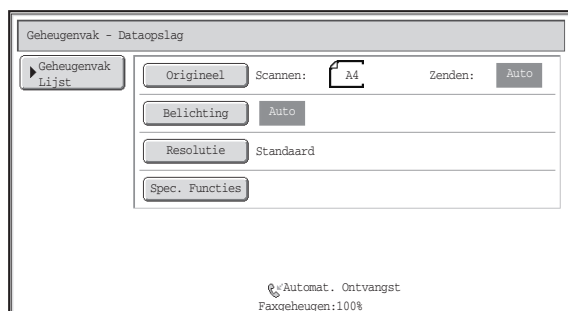 Geheugenvak - Dataopslag
Geheugenvak
Lijst
Origineel Scannen: A4 Zenden: Auto
Belichting Auto
Resolutie Standaard
Spec. Functies
Automat. Ontvangst
Faxgeheugen:100%